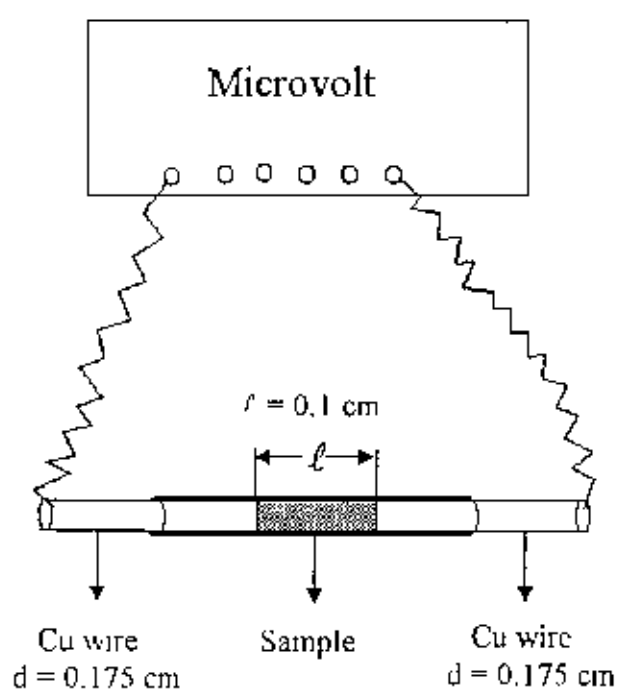 Microvolt
ℓ = 0.1 cm
ℓ
Cu wire
d = 0.175 cm
Sample
Cu wire
d = 0.175 cm